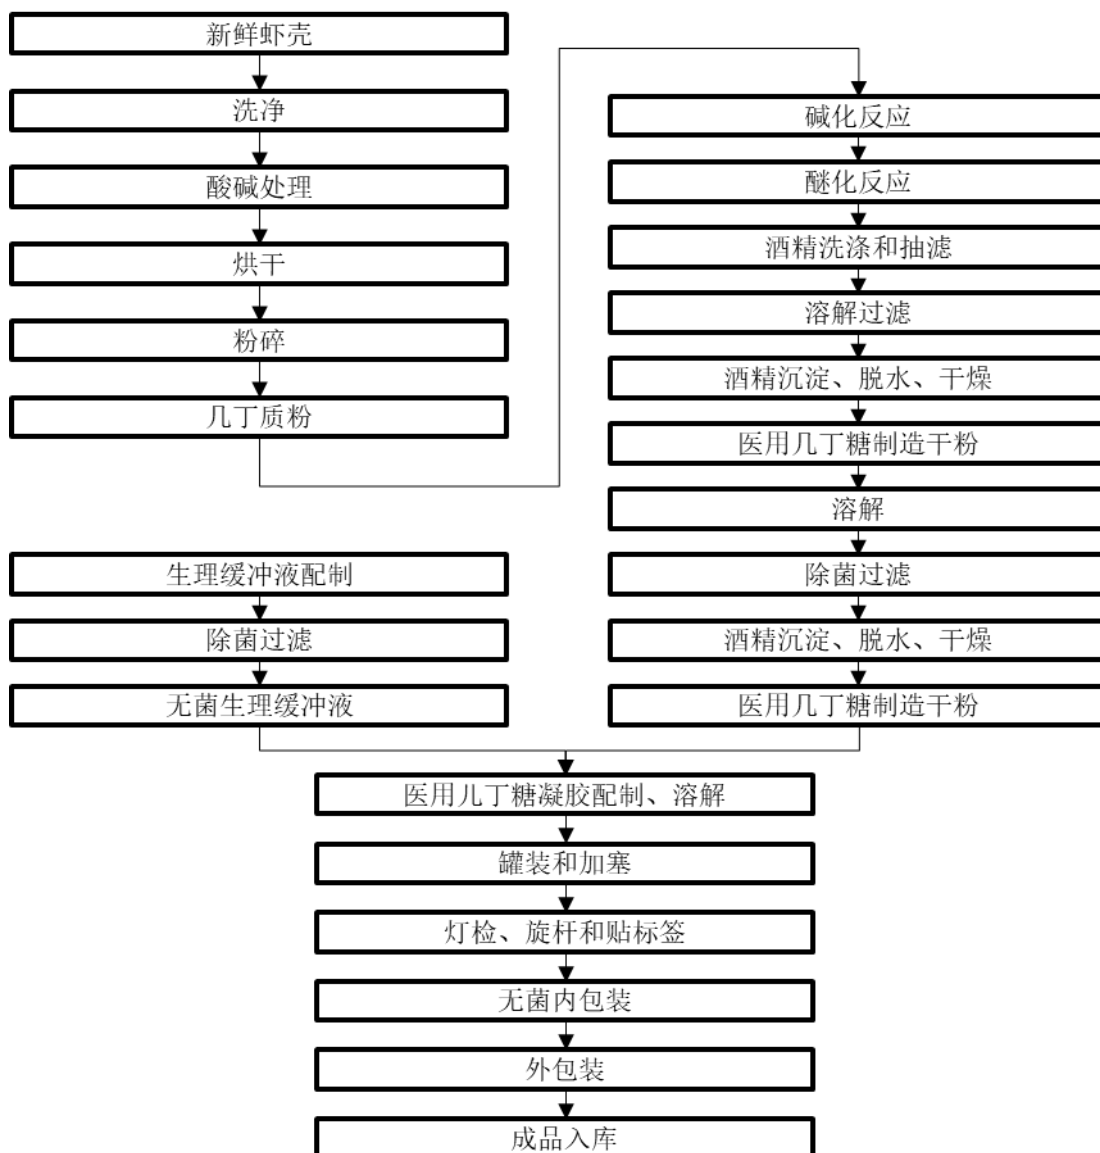 新鲜虾壳
洗净
酸碱处理
烘干
粉碎
几丁质粉
碱化反应
醚化反应
酒精洗涤和抽滤
溶解过滤
酒精沉淀、脱水、干燥
医用几丁糖制造干粉
溶解
除菌过滤
酒精沉淀、脱水、干燥
医用几丁糖制造干粉
生理缓冲液配制
除菌过滤
无菌生理缓冲液
医用几丁糖凝胶配制、溶解
罐装和加塞
灯检、旋杆和贴标签
无菌内包装
外包装
成品入库